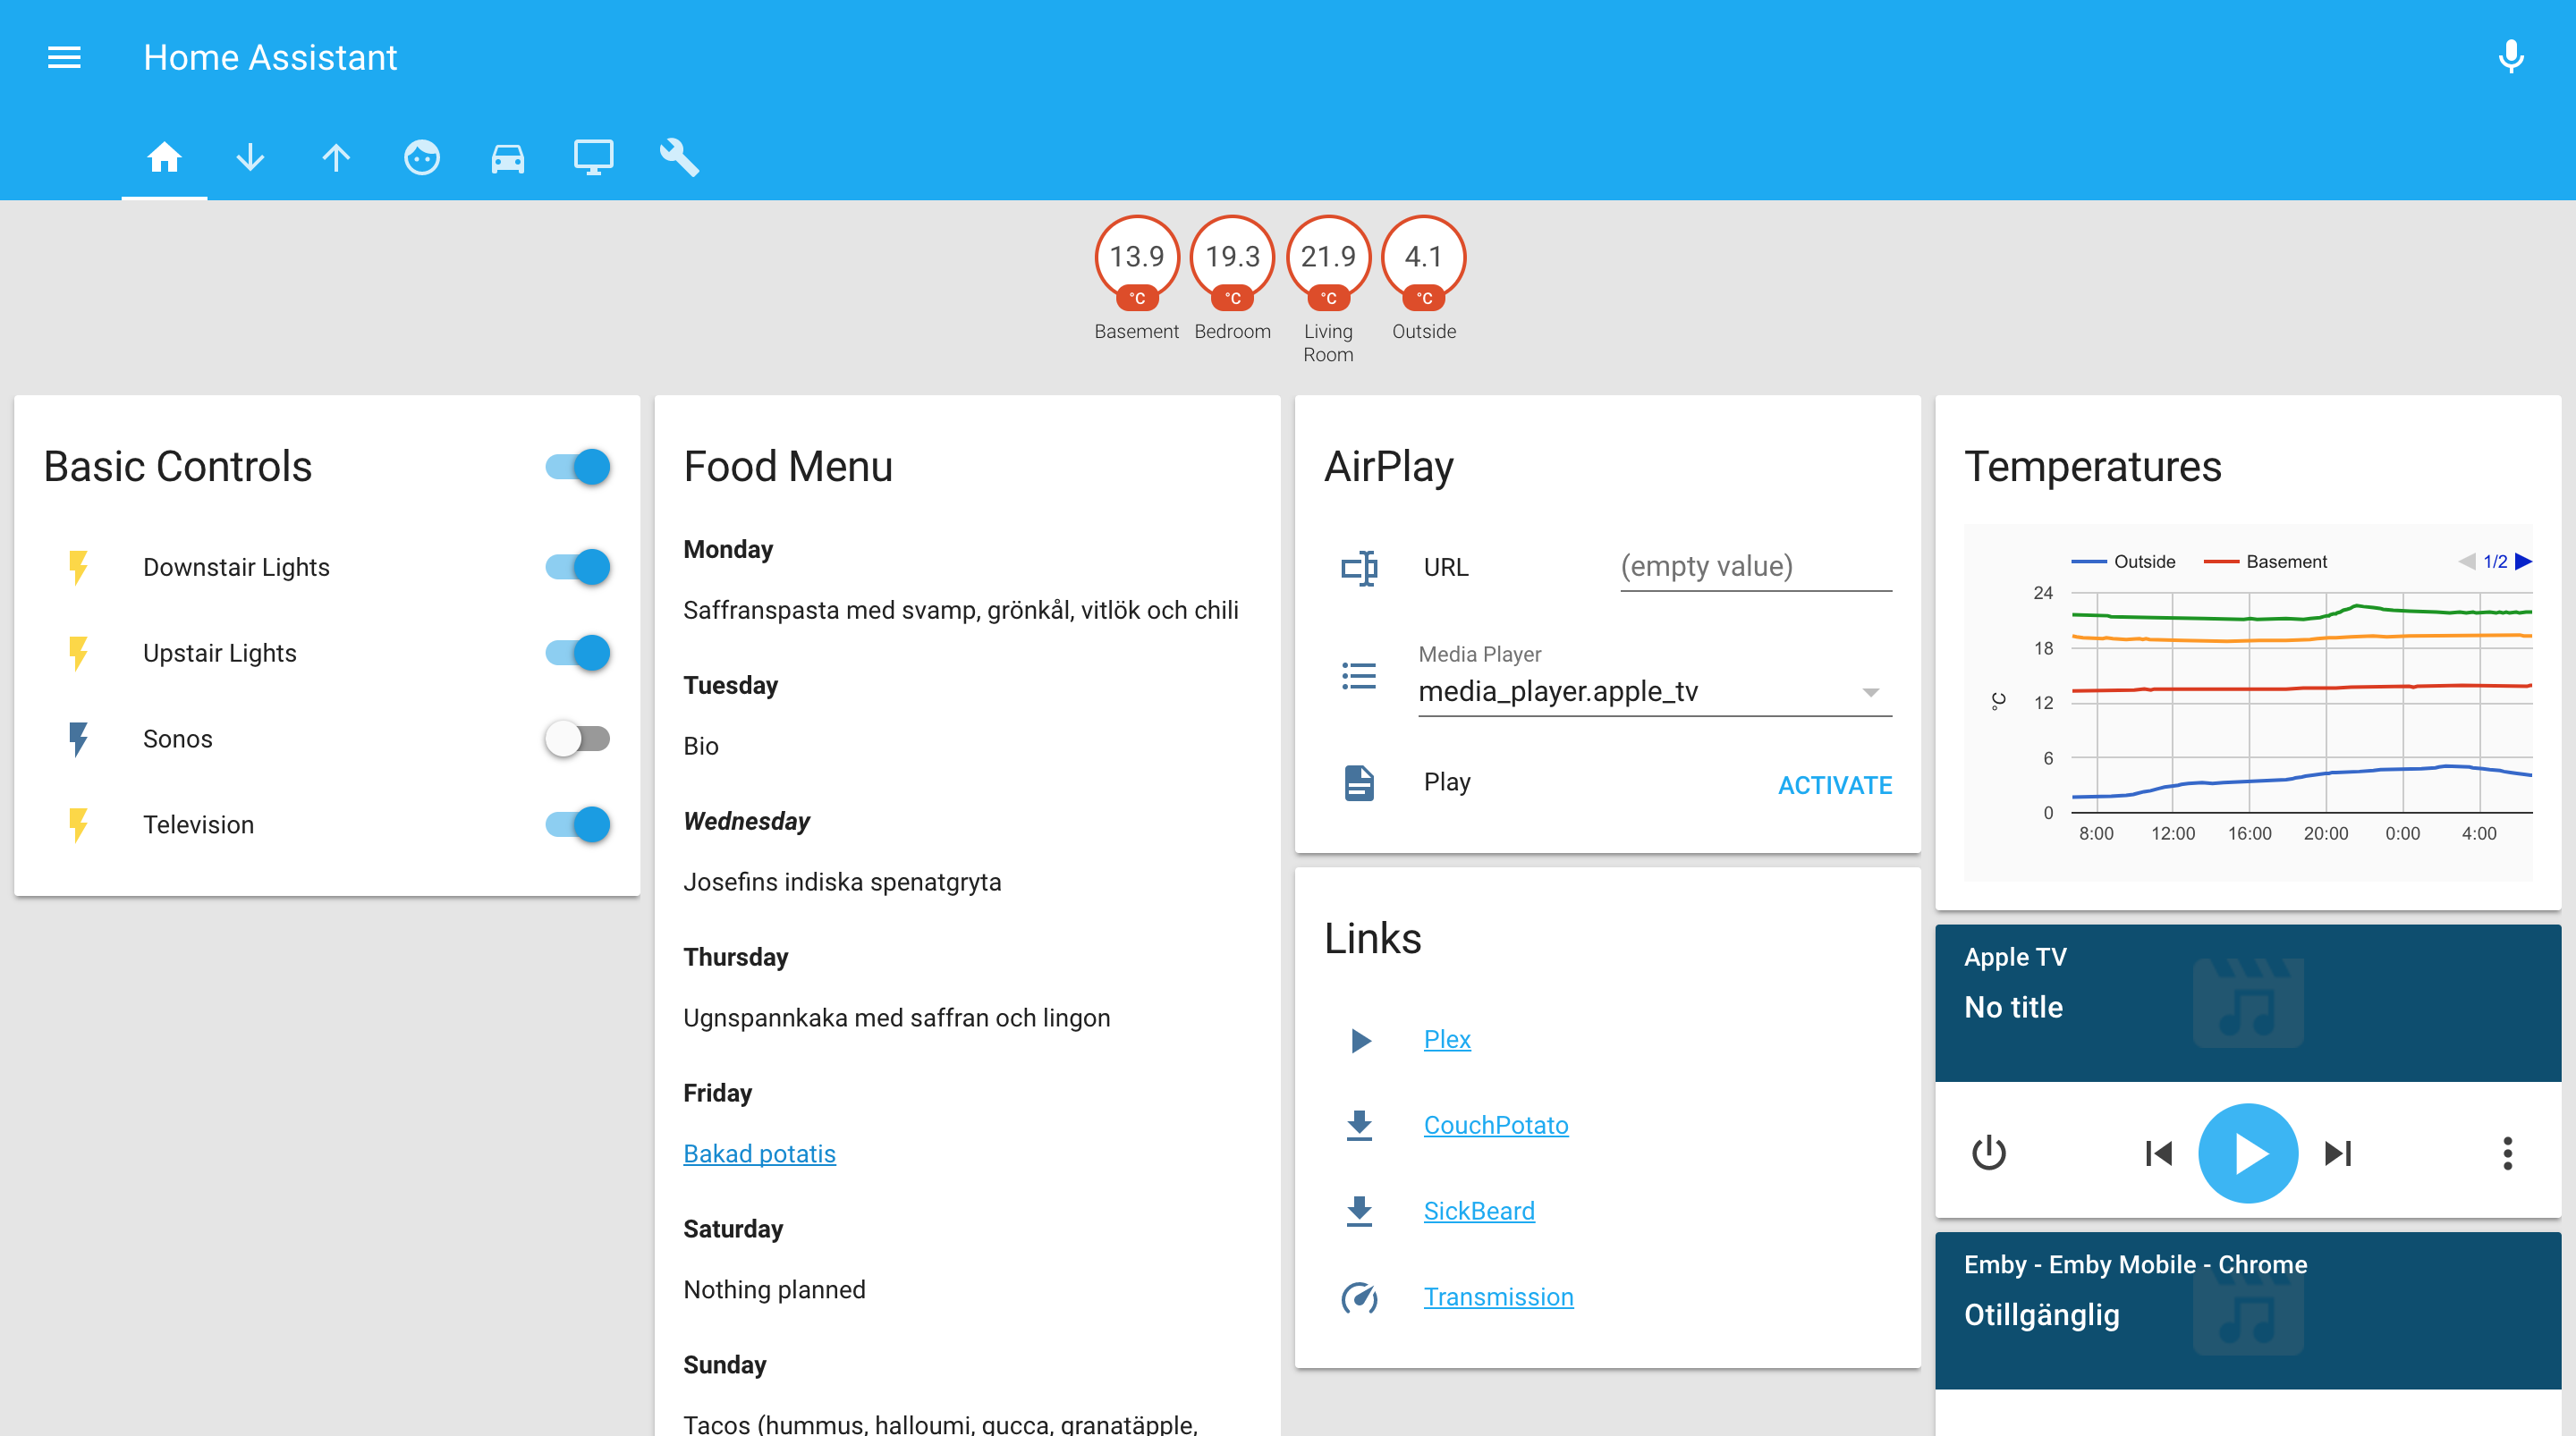 Home Assistant
13.9
°C
Basement
19.3
°C
Bedroom
21.9
°C
Living
Room
4.1
°C
Outside
Basic Controls
Downstair Lights
Upstair Lights
Sonos
Television
Food Menu
Monday
Saffranspasta med svamp, grönkål, vitlök och chili
Tuesday
Bio
Wednesday
Josefins indiska spenatgryta
Thursday
Ugnspannkaka med saffran och lingon
Friday
Bakad potatis
Saturday
Nothing planned
Sunday
Tacos (hummus, halloumi, gucca, granatäpple,
AirPlay
URL (empty value)
Media Player
media_player.apple_tv
Play ACTIVATE
Links
Plex
CouchPotato
SickBeard
Transmission
Temperatures
Outside Basement 1/2
24
18
12
6
0
°C
8:00 12:00 16:00 20:00 0:00 4:00
Apple TV
No title
Emby - Emby Mobile - Chrome
Otillgänglig